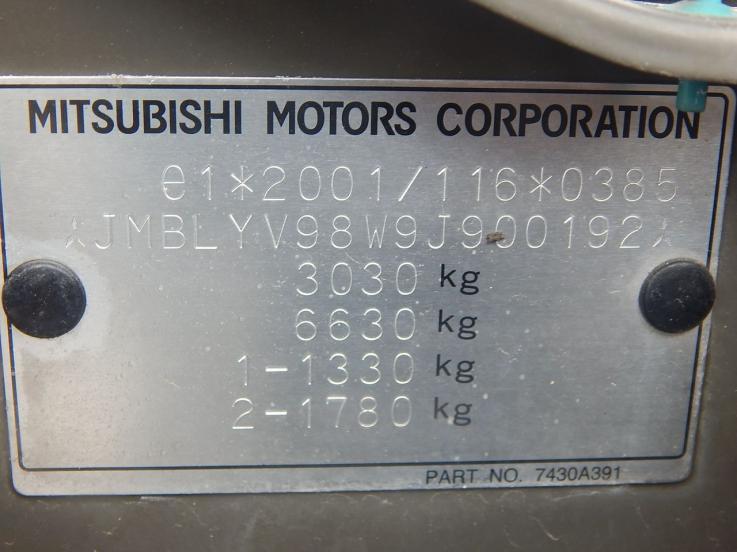 MITSUBISHI MOTORS CORPORATION
e1*2001/116*0385
*JMBLYV98W9J900192*
3030 kg
6630 kg
1-1330 kg
2-1780 kg
PART NO. 7430A391